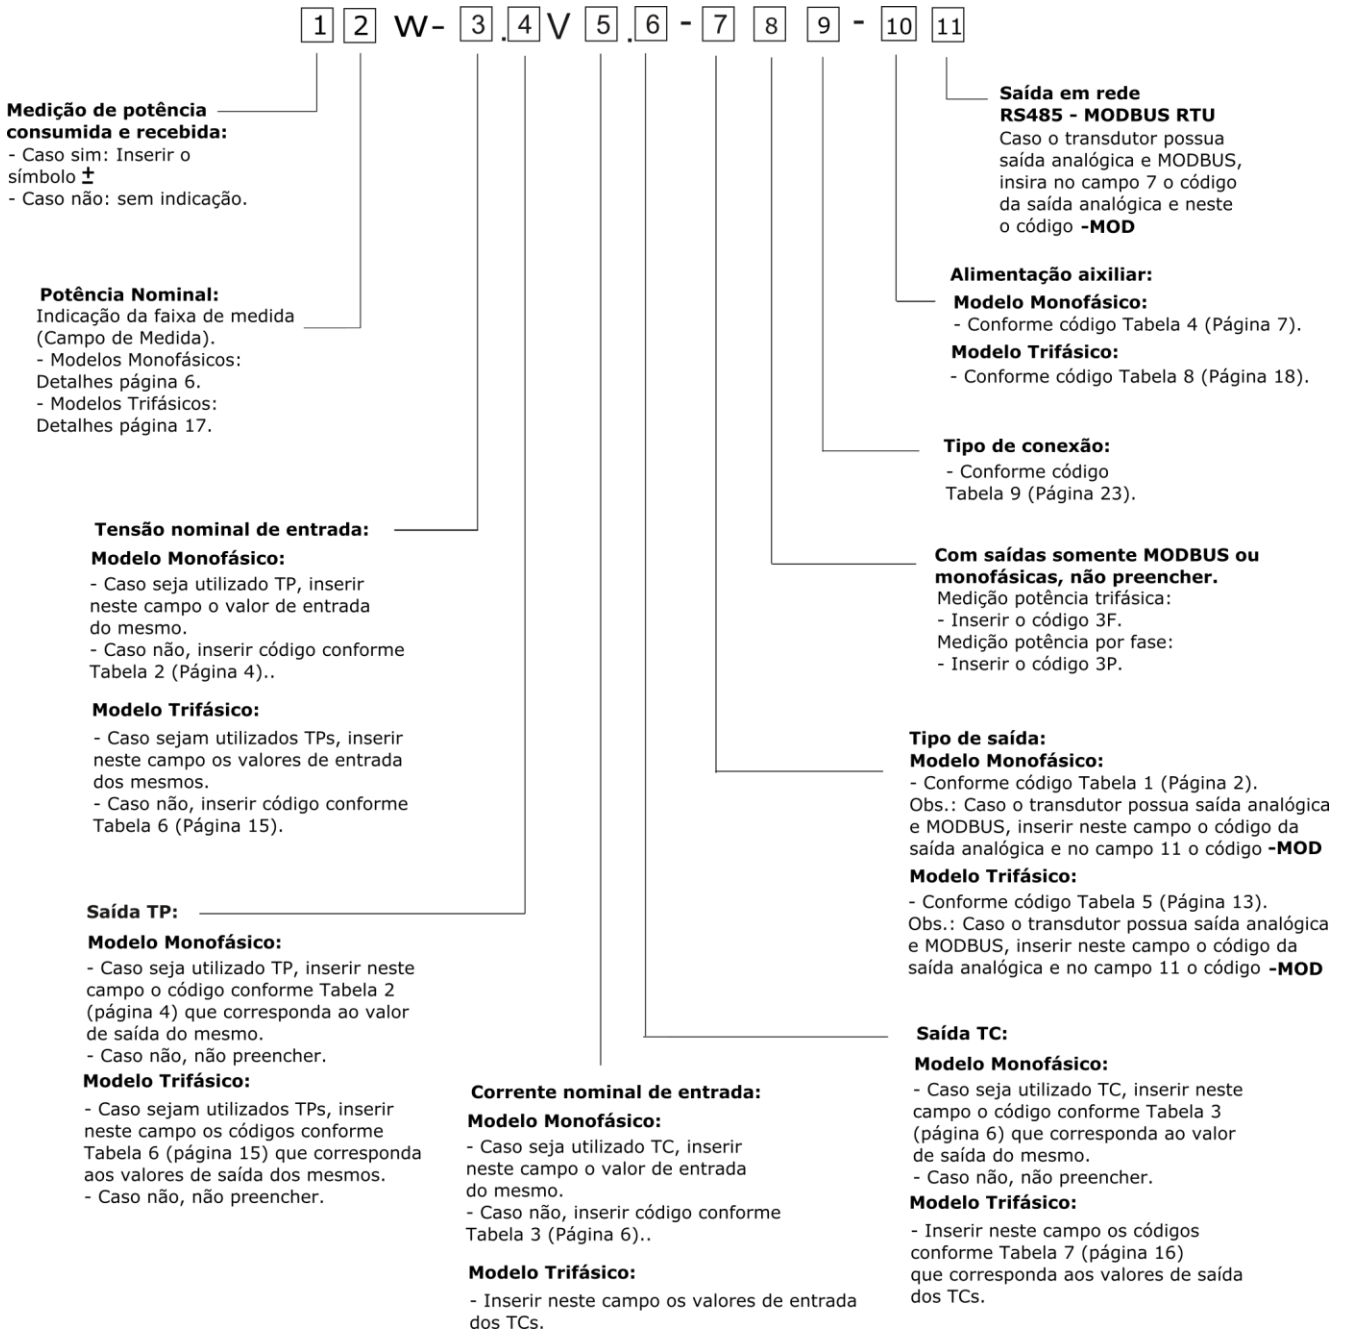 1 2 W- 3 . 4 V 5 . 6 - 7 8 9 - 10 11
Medição de potência
consumida e recebida:
- Caso sim: Inserir o
símbolo ±
- Caso não: sem indicação.
Potência Nominal:
Indicação da faixa de medida
(Campo de Medida).
- Modelos Monofásicos:
Detalhes página 6.
- Modelos Trifásicos:
Detalhes página 17.
Tensão nominal de entrada:
Modelo Monofásico:
- Caso seja utilizado TP, inserir
neste campo o valor de entrada
do mesmo.
- Caso não, inserir código conforme
Tabela 2 (Página 4)..
Modelo Trifásico:
- Caso sejam utilizados TPs, inserir
neste campo os valores de entrada
dos mesmos.
- Caso não, inserir código conforme
Tabela 6 (Página 15).
Saída TP:
Modelo Monofásico:
- Caso seja utilizado TP, inserir neste
campo o código conforme Tabela 2
(página 4) que corresponda ao valor
de saída do mesmo.
- Caso não, não preencher.
Modelo Trifásico:
- Caso sejam utilizados TPs, inserir
neste campo os códigos conforme
Tabela 6 (página 15) que corresponda
aos valores de saída dos mesmos.
- Caso não, não preencher.
Corrente nominal de entrada:
Modelo Monofásico:
- Caso seja utilizado TC, inserir
neste campo o valor de entrada
do mesmo.
- Caso não, inserir código conforme
Tabela 3 (Página 6)..
Modelo Trifásico:
- Inserir neste campo os valores de entrada
dos TCs.
Saída em rede
RS485 - MODBUS RTU
Caso o transdutor possua
saída analógica e MODBUS,
insira no campo 7 o código
da saída analógica e neste
o código -MOD
Alimentação aixiliar:
Modelo Monofásico:
- Conforme código Tabela 4 (Página 7).
Modelo Trifásico:
- Conforme código Tabela 8 (Página 18).
Tipo de conexão:
- Conforme código
Tabela 9 (Página 23).
Com saídas somente MODBUS ou
monofásicas, não preencher.
Medição potência trifásica:
- Inserir o código 3F.
Medição potência por fase:
- Inserir o código 3P.
Tipo de saída:
Modelo Monofásico:
- Conforme código Tabela 1 (Página 2).
Obs.: Caso o transdutor possua saída analógica
e MODBUS, inserir neste campo o código da
saída analógica e no campo 11 o código -MOD
Modelo Trifásico:
- Conforme código Tabela 5 (Página 13).
Obs.: Caso o transdutor possua saída analógica
e MODBUS, inserir neste campo o código da
saída analógica e no campo 11 o código -MOD
Saída TC:
Modelo Monofásico:
- Caso seja utilizado TC, inserir neste
campo o código conforme Tabela 3
(página 6) que corresponda ao valor
de saída do mesmo.
- Caso não, não preencher.
Modelo Trifásico:
- Inserir neste campo os códigos
conforme Tabela 7 (página 16)
que corresponda aos valores de saída
dos TCs.